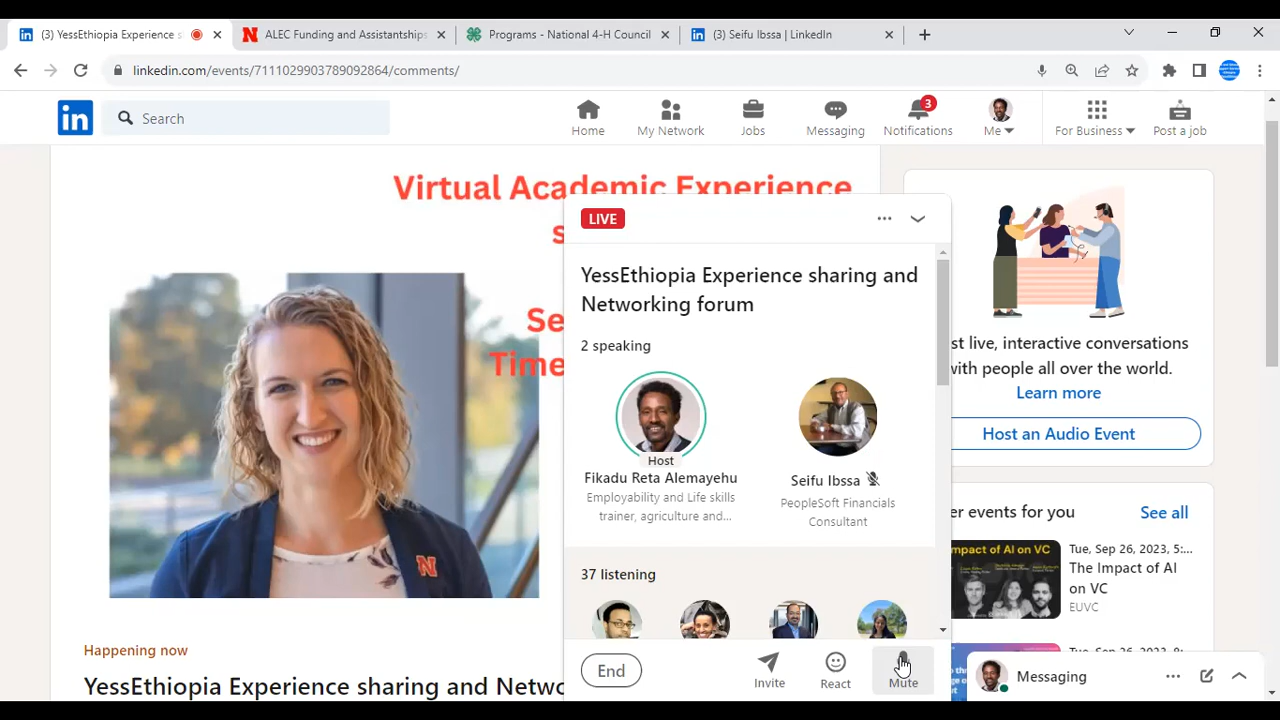 (3) YessEthiopia Experience s
ALEC Funding and Assistantships
Programs - National 4-H Council
(3) Seifu Ibssa | LinkedIn
linkedin.com/events/7111029903789092864/comments/
in
Search
Home
My Network
Jobs
Messaging
3
Notifications
Me
For Business
Post a job
Virtual Academic Experience
s
Se
Time
N
Happening now
YessEthiopia Experience sharing and Netwo
LIVE
YessEthiopia Experience sharing and
Networking forum
2 speaking
Host
Fikadu Reta Alemayehu
Employability and Life skills
trainer, agriculture and...
Seifu Ibssa
PeopleSoft Financials
Consultant
37 listening
End
Invite
React
Mute
st live, interactive conversations
with people all over the world.
Learn more
Host an Audio Event
er events for you
See all
mpact of AI on VC
Tue, Sep 26, 2023, 5:...
The Impact of AI
on VC
EUVC
Messaging